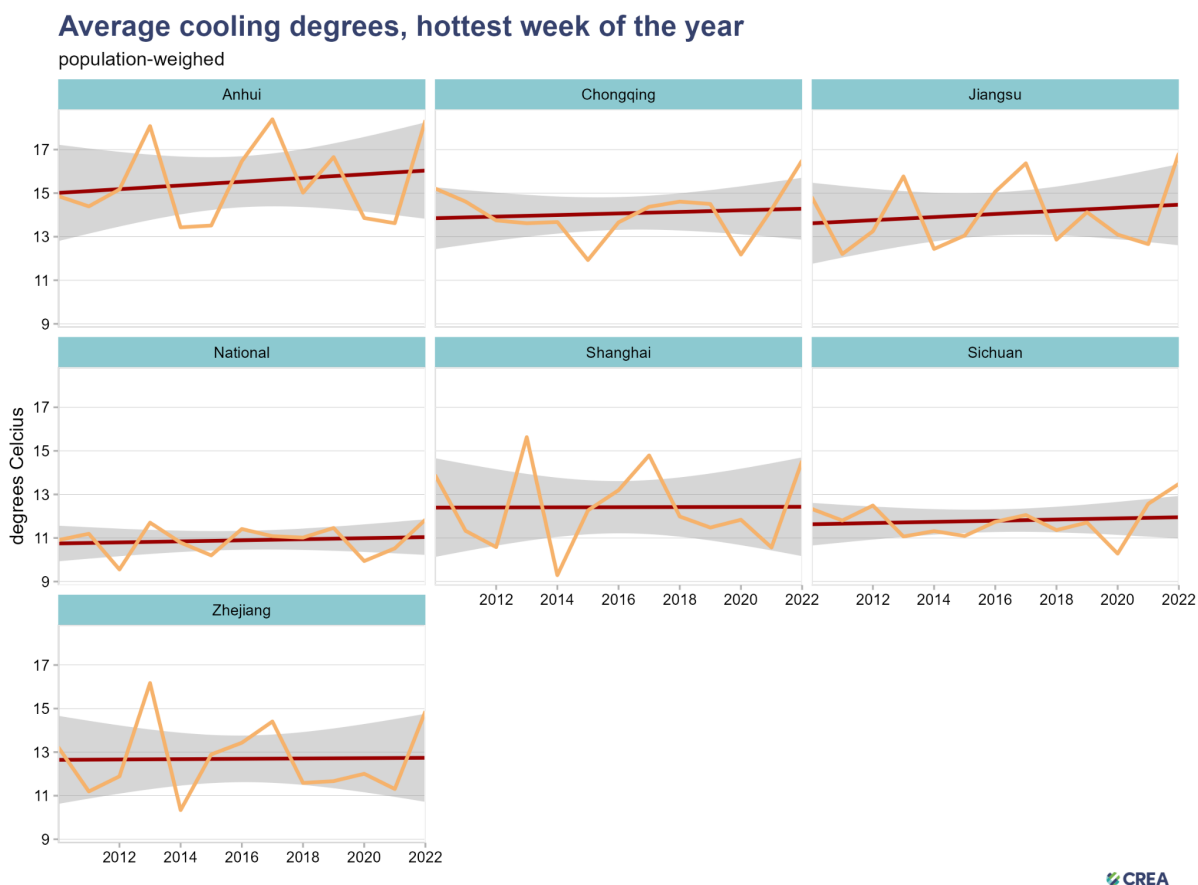 Average cooling degrees, hottest week of the year
population-weighed
Anhui
Chongqing
Jiangsu
17
15
13
11
9
National
Shanghai
Sichuan
degrees Celcius
17
15
13
11
9
2012 2014 2016 2018 2020 2022
2012 2014 2016 2018 2020 2022
Zhejiang
17
15
13
11
9
2012 2014 2016 2018 2020 2022
CREA